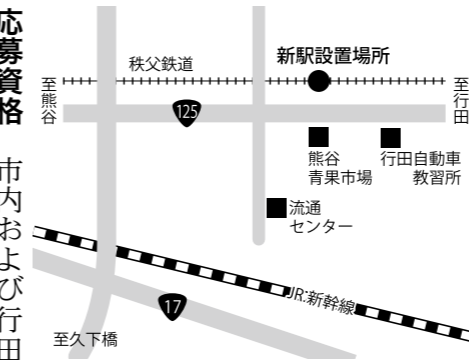 応募資格　市内および行田
秩父鉄道
新駅設置場所
至熊谷
至行田
125
熊谷
青果市場
行田自動車
教習所
流通
センター
JR・新幹線
17
至久下橋